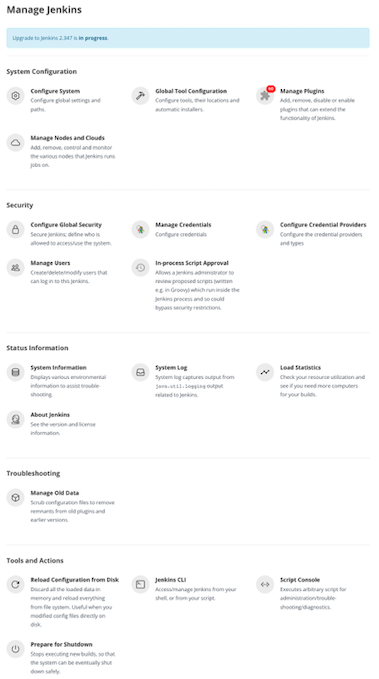 Manage Jenkins
Upgrade to Jenkins 2.347 is in progress.
System Configuration
Configure System
Configure global settings and
paths.
Global Tool Configuration
Configure tools, their locations and
automatic installers.
Manage Plugins
Add, remove, disable or enable
plugins that can extend the
functionality of Jenkins.
Manage Nodes and Clouds
Add, remove, control and monitor
the various nodes that Jenkins runs
jobs on.
Security
Configure Global Security
Secure Jenkins; define who is
allowed to access/use the system.
Manage Credentials
Configure credentials
Configure Credential Providers
Configure the credential providers
and types
Manage Users
Create/delete/modify users that
can log in to this Jenkins.
In-process Script Approval
Allows a Jenkins administrator to
review proposed scripts (written
e.g. in Groovy) which run inside the
Jenkins process and so could
bypass security restrictions.
Status Information
System Information
Displays various environmental
information to assist trouble-
shooting.
System Log
System log captures output from
java.util.logging output
related to Jenkins.
Load Statistics
Check your resource utilization and
see if you need more computers
for your builds.
About Jenkins
See the version and license
information.
Troubleshooting
Manage Old Data
Scrub configuration files to remove
remnants from old plugins and
earlier versions.
Tools and Actions
Reload Configuration from Disk
Discard all the loaded data in
memory and reload everything
from file system. Useful when you
modified config files directly on
disk.
Jenkins CLI
Access/manage Jenkins from your
shell, or from your script.
Script Console
Executes arbitrary script for
administration/trouble-
shooting/diagnostics.
Prepare for Shutdown
Stops executing new builds, so that
the system can be eventually shut
down safely.